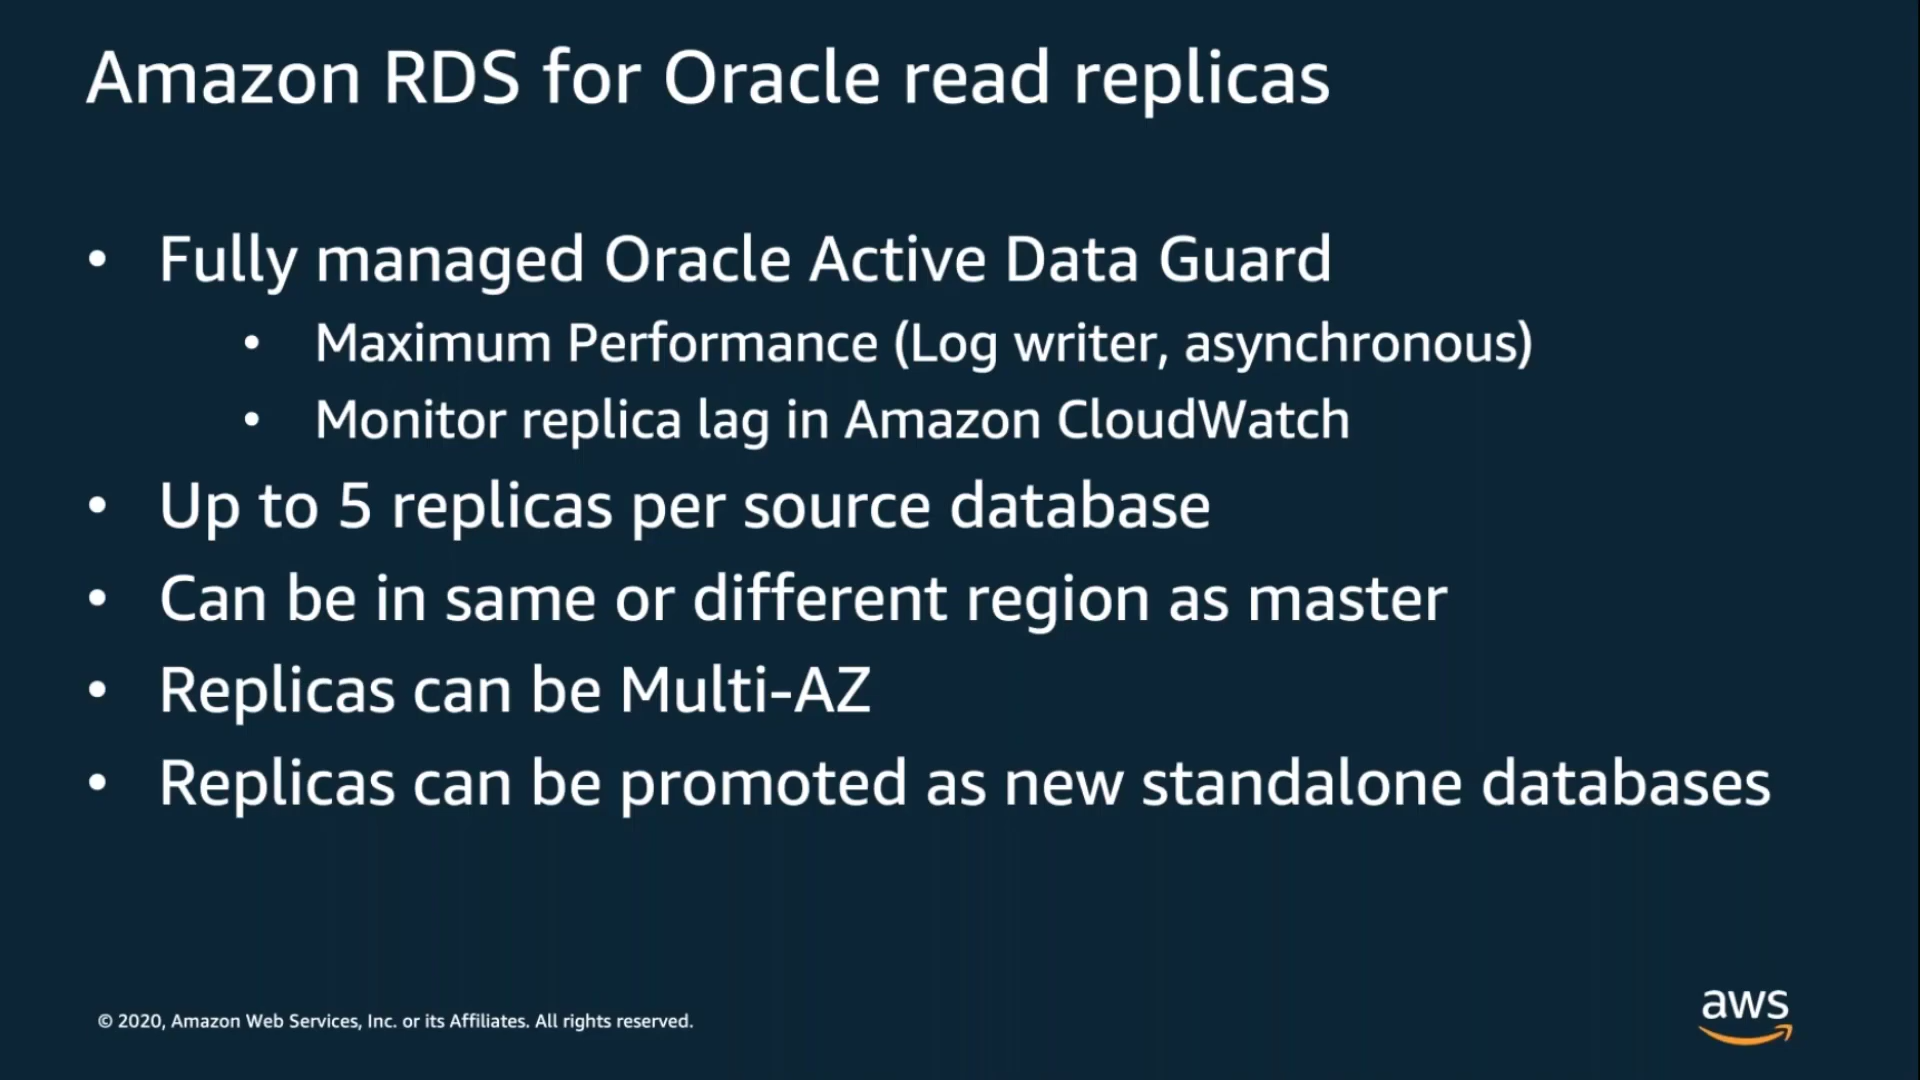 Amazon RDS for Oracle read replicas
• Fully managed Oracle Active Data Guard
• Maximum Performance (Log writer, asynchronous)
• Monitor replica lag in Amazon CloudWatch
• Up to 5 replicas per source database
• Can be in same or different region as master
• Replicas can be Multi-AZ
• Replicas can be promoted as new standalone databases
© 2020, Amazon Web Services, Inc. or its Affiliates. All rights reserved.
aws